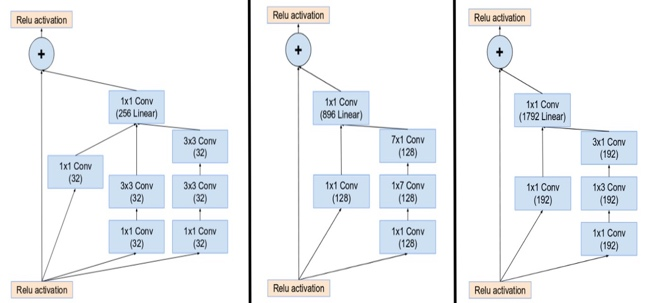 Relu activation
+
1x1 Conv
(256 Linear)
3x3 Conv
(32)
1x1 Conv
(32)
3x3 Conv
(32)
3x3 Conv
(32)
1x1 Conv
(32)
1x1 Conv
(32)
Relu activation
Relu activation
+
1x1 Conv
(896 Linear)
7x1 Conv
(128)
1x1 Conv
(128)
1x7 Conv
(128)
1x1 Conv
(128)
Relu activation
Relu activation
+
1x1 Conv
(1792 Linear)
3x1 Conv
(192)
1x1 Conv
(192)
1x3 Conv
(192)
1x1 Conv
(192)
Relu activation